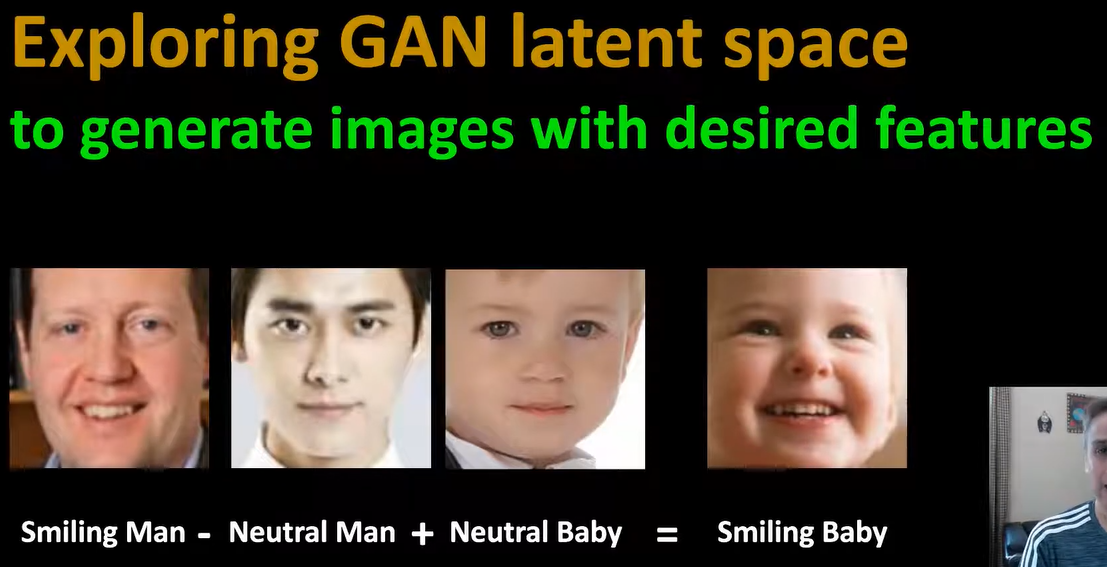 Exploring GAN latent space
to generate images with desired features
Smiling Man - Neutral Man + Neutral Baby = Smiling Baby